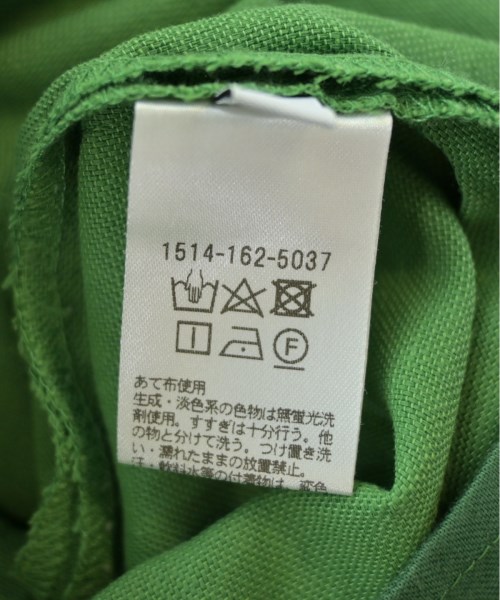 1514-162-5037
F
あて布使用
生成・淡色系の色物は無蛍光洗
剤使用。すすぎは十分行う。他
の物と分けて洗う。つけ置き洗
い・濡れたままの放置禁止。